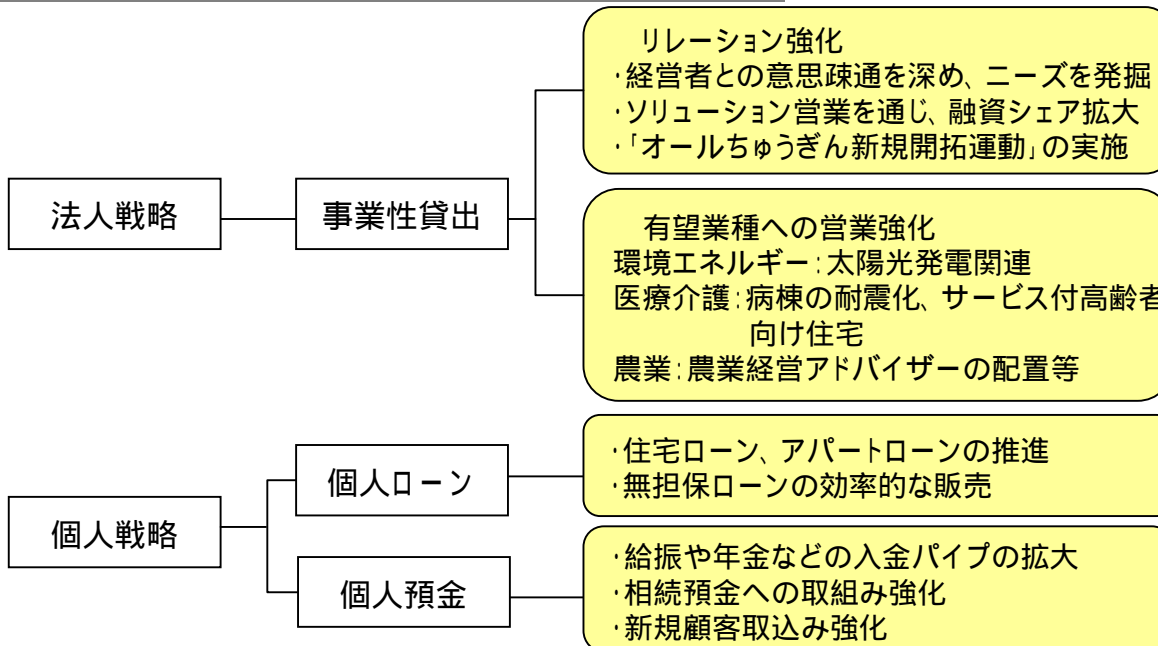 リレーション強化
・経営者との意思疎通を深め、ニーズを発掘
・ソリューション営業を通じ、融資シェア拡大
・「オールちゅうぎん新規開拓運動」の実施
法人戦略
事業性貸出
有望業種への営業強化
環境エネルギー：太陽光発電関連
医療介護：病棟の耐震化、サービス付高齢者
向け住宅
農業：農業経営アドバイザーの配置等
個人戦略
個人ローン
・住宅ローン、アパートローンの推進
・無担保ローンの効率的な販売
個人預金
・給振や年金などの入金パイプの拡大
・相続預金への取組み強化
・新規顧客取込み強化